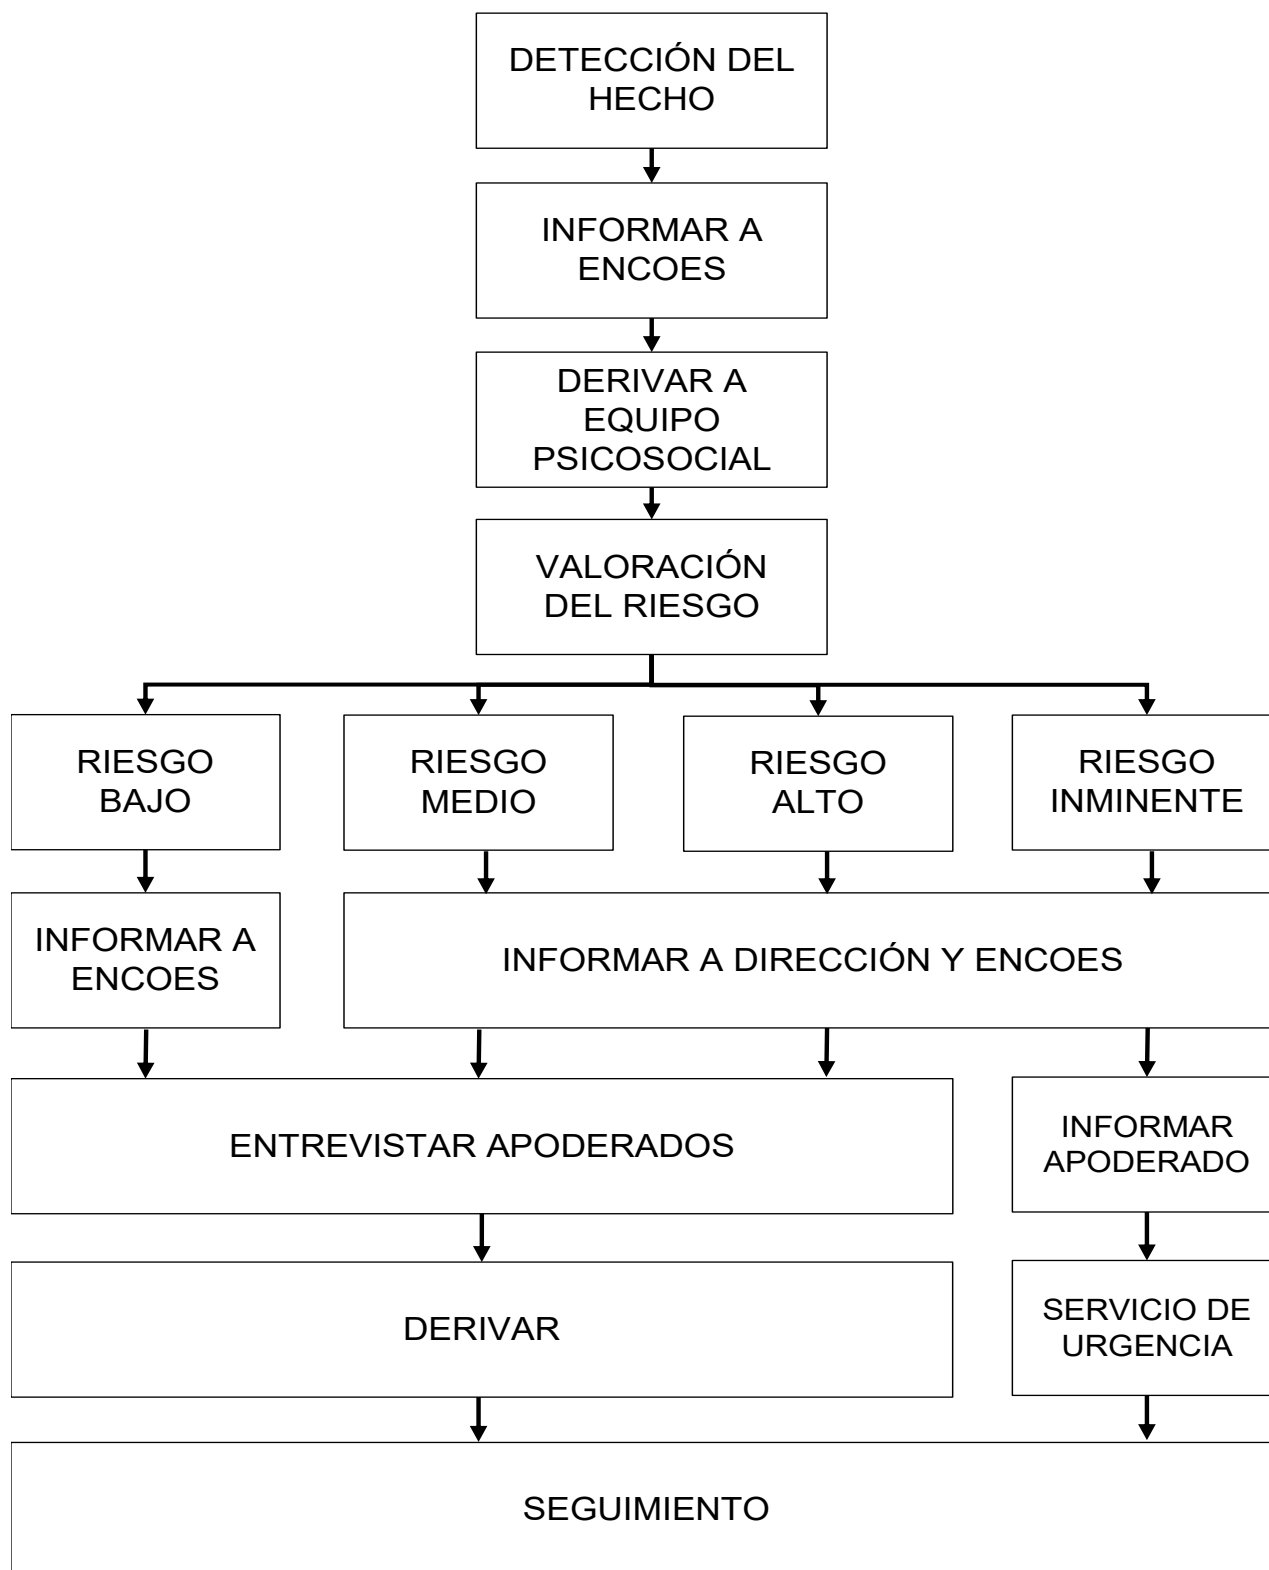 DETECCIÓN DEL
HECHO
INFORMAR A
ENCOES
DERIVAR A
EQUIPO
PSICOSOCIAL
VALORACIÓN
DEL RIESGO
RIESGO
BAJO
RIESGO
MEDIO
RIESGO
ALTO
RIESGO
INMINENTE
INFORMAR A
ENCOES
INFORMAR A DIRECCIÓN Y ENCOES
ENTREVISTAR APODERADOS
INFORMAR
APODERADO
DERIVAR
SERVICIO DE
URGENCIA
SEGUIMIENTO